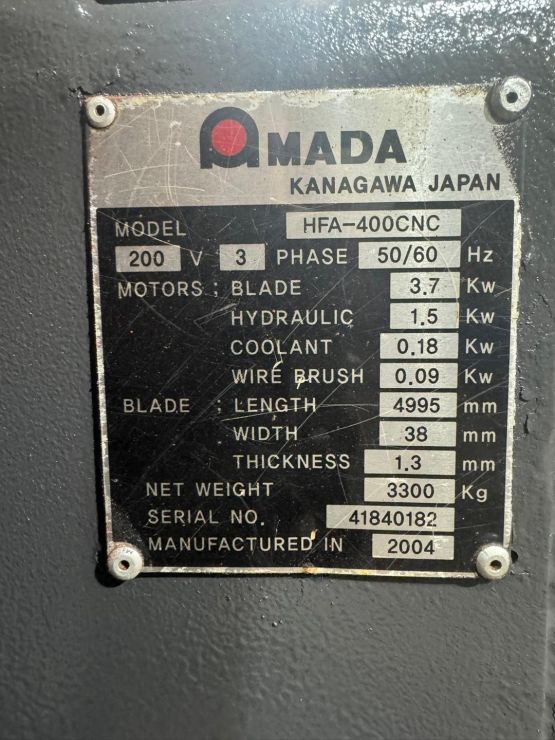 AMADA
KANAGAWA JAPAN
MODEL HFA-400CNC
200 V 3 PHASE 50/60 Hz
MOTORS ; BLADE 3.7 Kw
HYDRAULIC 1.5 Kw
COOLANT 0.18 Kw
WIRE BRUSH 0.09 Kw
BLADE ; LENGTH 4995 mm
WIDTH 38 mm
THICKNESS 1.3 mm
NET WEIGHT 3300 Kg
SERIAL NO. 41840182
MANUFACTURED IN 2004